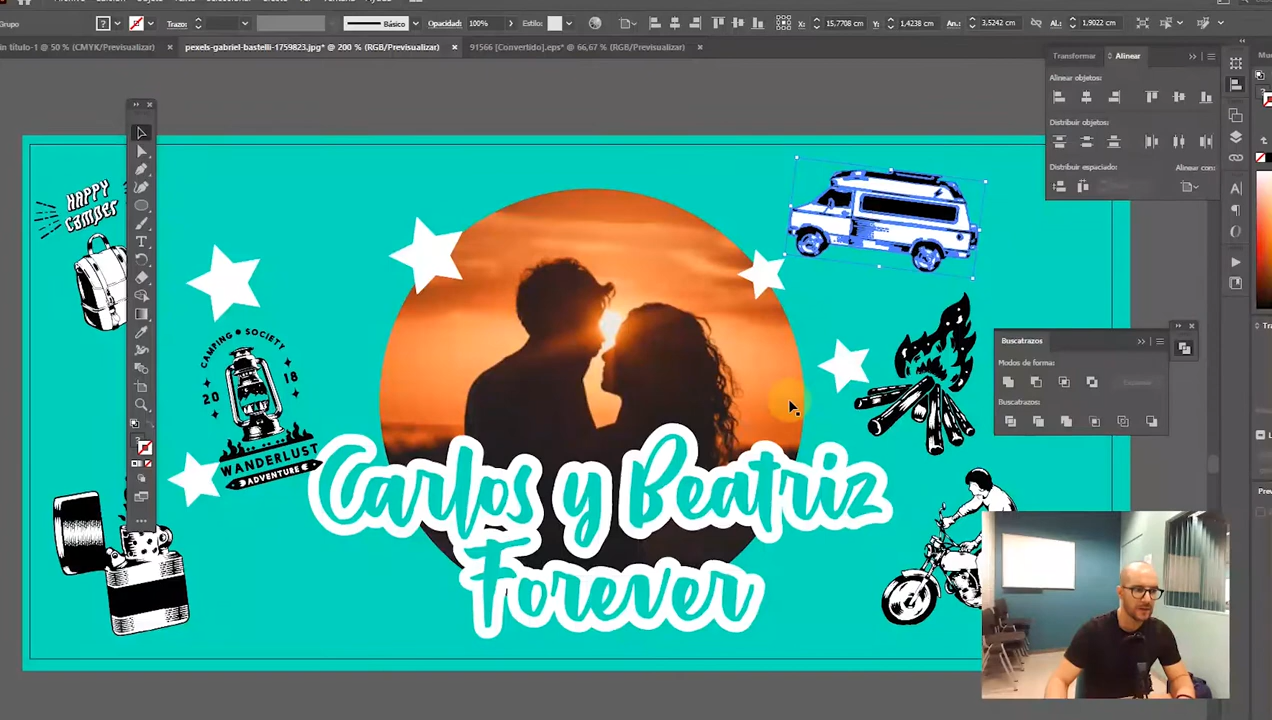 Grupo
Trazo:
Básico
Opacidad:
100%
Estilo:
X:
15,7708 cm
Y:
1,4238 cm
An.:
3,5242 cm
Al.:
1,9022 cm
in título-1 @ 50 % (CMYK/Previsualizar)
pexels-gabriel-bastelli-1759823.jpg* @ 200 % (RGB/Previsualizar)
91566 [Convertido].eps* @ 66,67 % (RGB/Previsualizar)
Transformar
Alinear
Alinear objetos:
Distribuir objetos:
Distribuir espaciado:
Alinear con:
HAPPY
Camper
CAMPING • SOCIETY
20
18
WANDERLUST
ADVENTURE
Buscatrazos
Modos de forma:
Buscatrazos:
Carlos y Beatriz
Forever